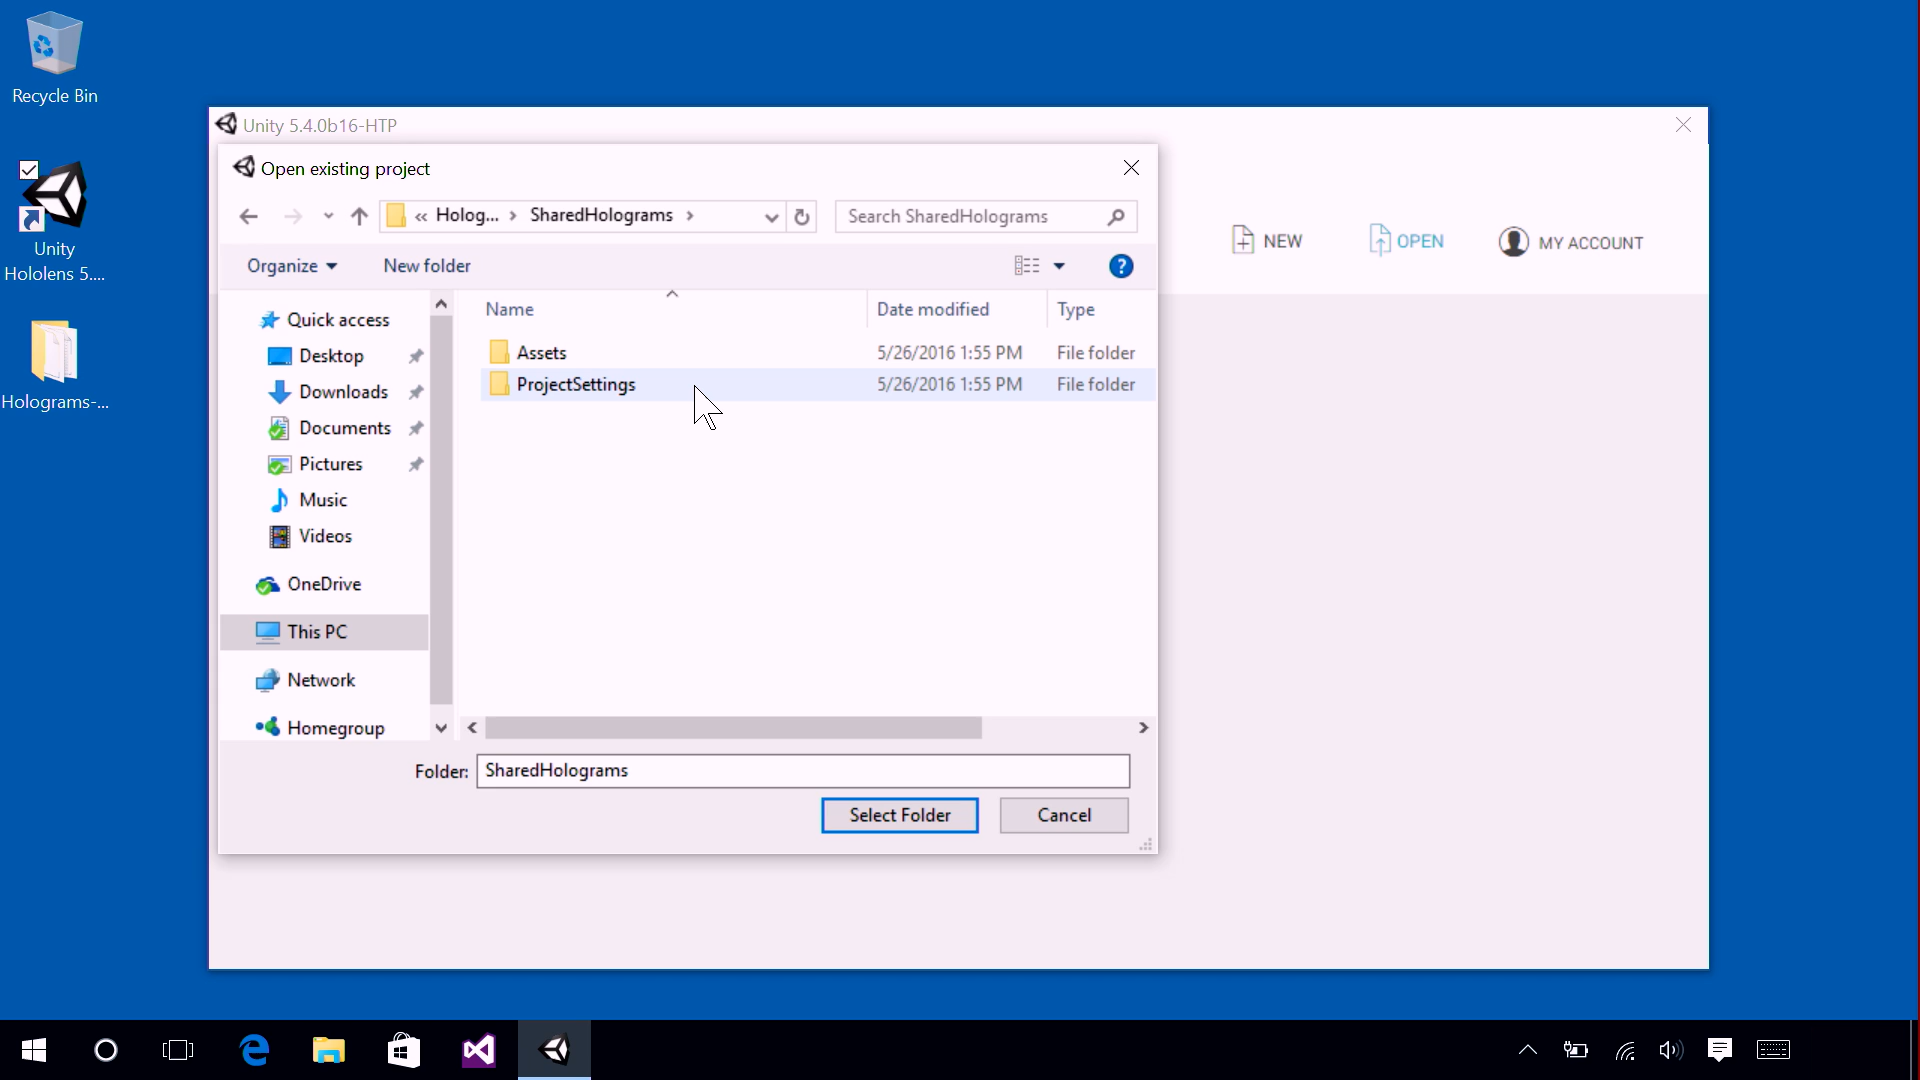 Recycle Bin
Unity
Hololens 5....
Holograms-...
Unity 5.4.0b16-HTP
Open existing project
« Holog... > SharedHolograms >
Search SharedHolograms
NEW
OPEN
MY ACCOUNT
Organize
New folder
?
Name
Date modified
Type
Quick access
Desktop
Downloads
Documents
Pictures
Music
Videos
OneDrive
This PC
Network
Homegroup
Assets 5/26/2016 1:55 PM File folder
ProjectSettings 5/26/2016 1:55 PM File folder
Folder: SharedHolograms
Select Folder
Cancel